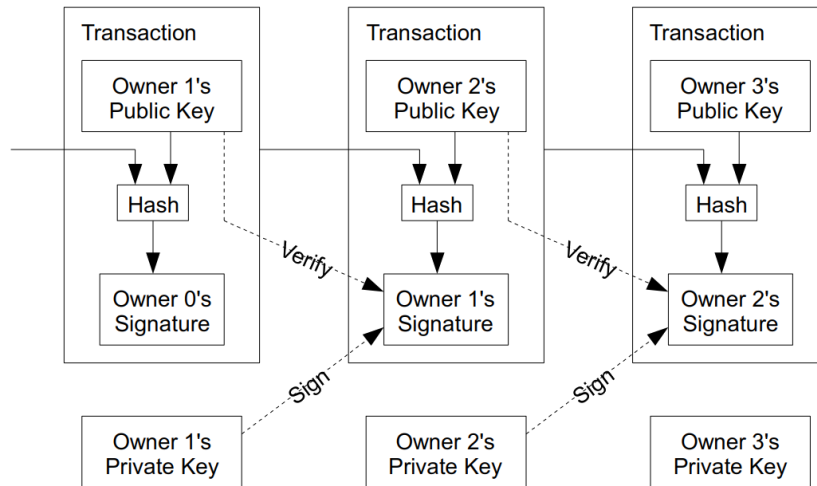 Transaction
Transaction
Transaction
Owner 1's
Public Key
Owner 2's
Public Key
Owner 3's
Public Key
Hash
Hash
Hash
Verify
Verify
Owner 0's
Signature
Owner 1's
Signature
Owner 2's
Signature
Sign
Sign
Owner 1's
Private Key
Owner 2's
Private Key
Owner 3's
Private Key